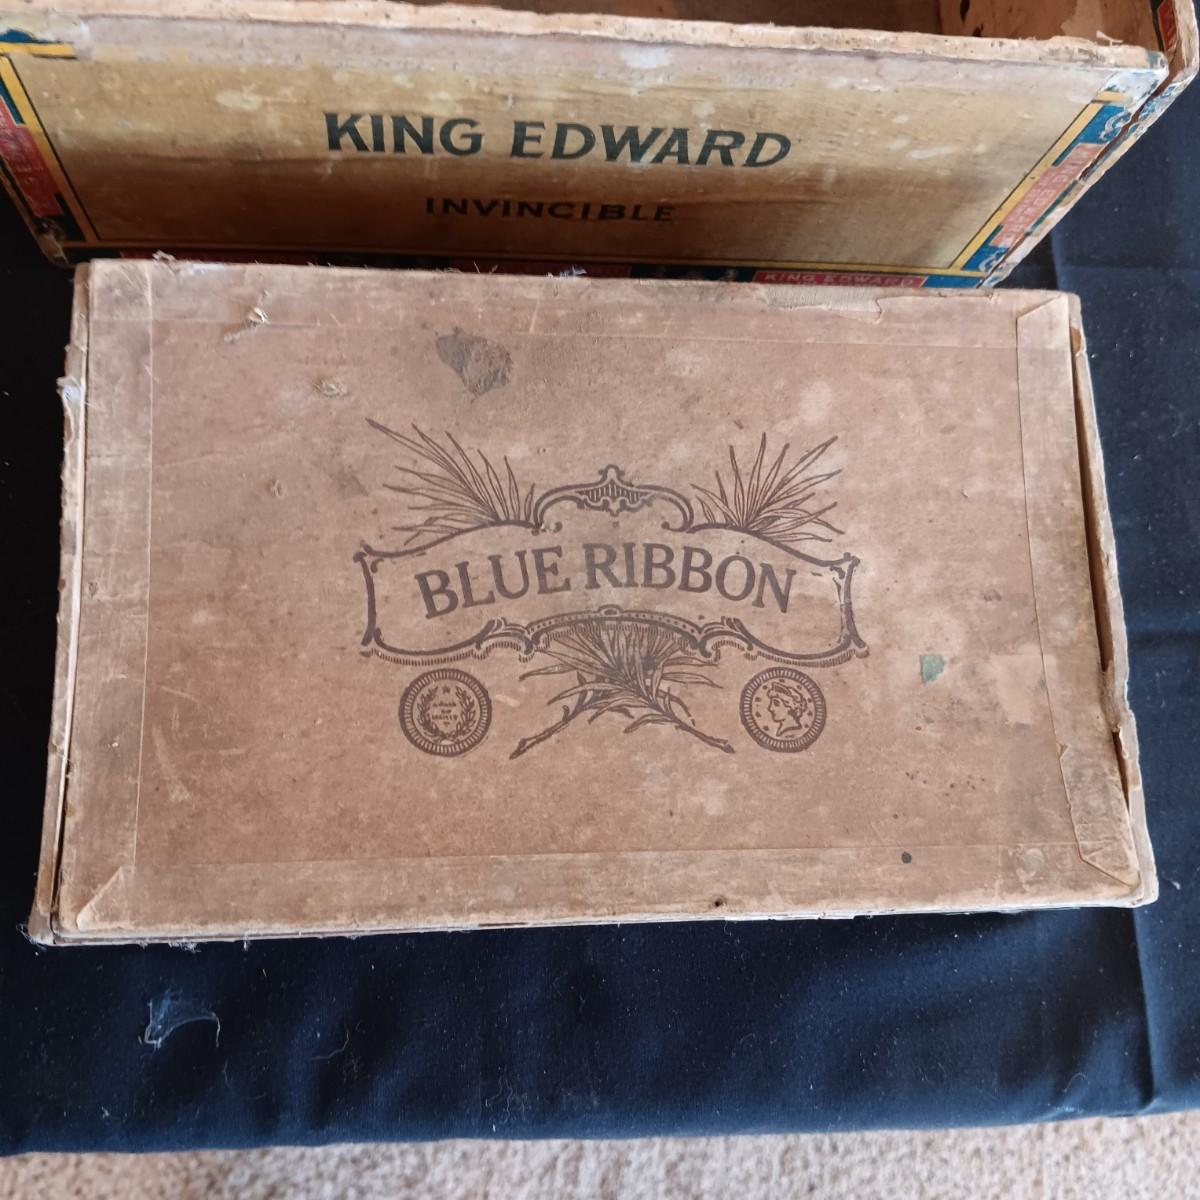 KING EDWARD
INVINCIBLE
KING EDWARD
BLUE RIBBON